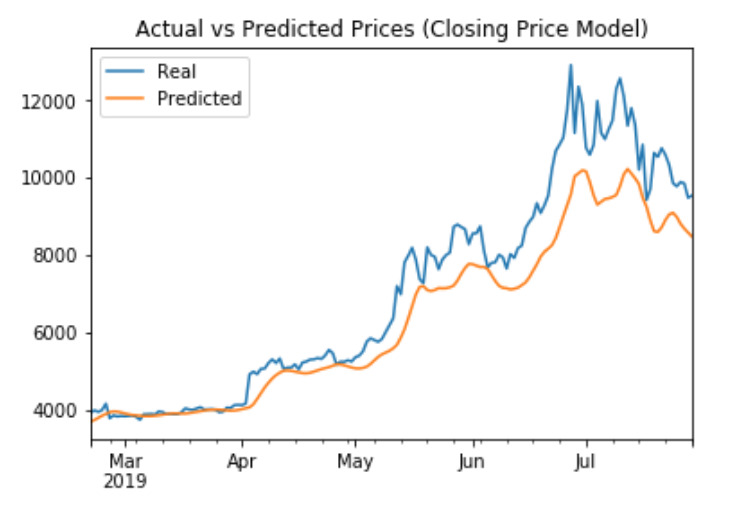 Actual vs Predicted Prices (Closing Price Model)
Real
Predicted
12000
10000
8000
6000
4000
Mar Apr May Jun Jul
2019